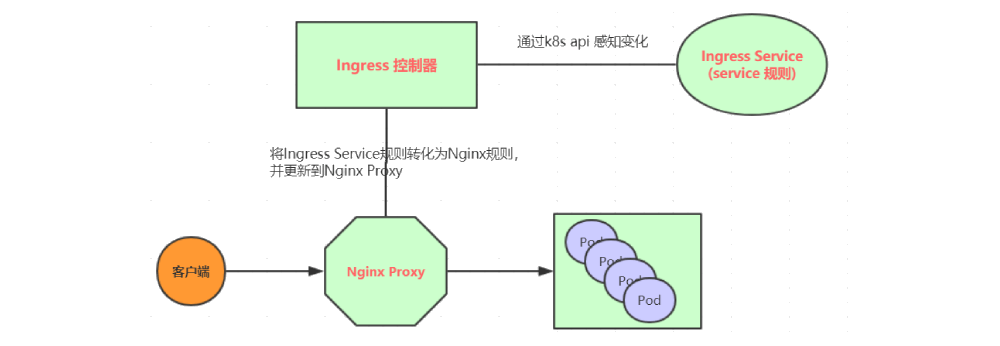 通过k8s api 感知变化
Ingress 控制器
Ingress Service
(service 规则)
将Ingress Service规则转化为Nginx规则，
并更新到Nginx Proxy
客户端
Nginx Proxy
Pod
Pod
Pod
Pod